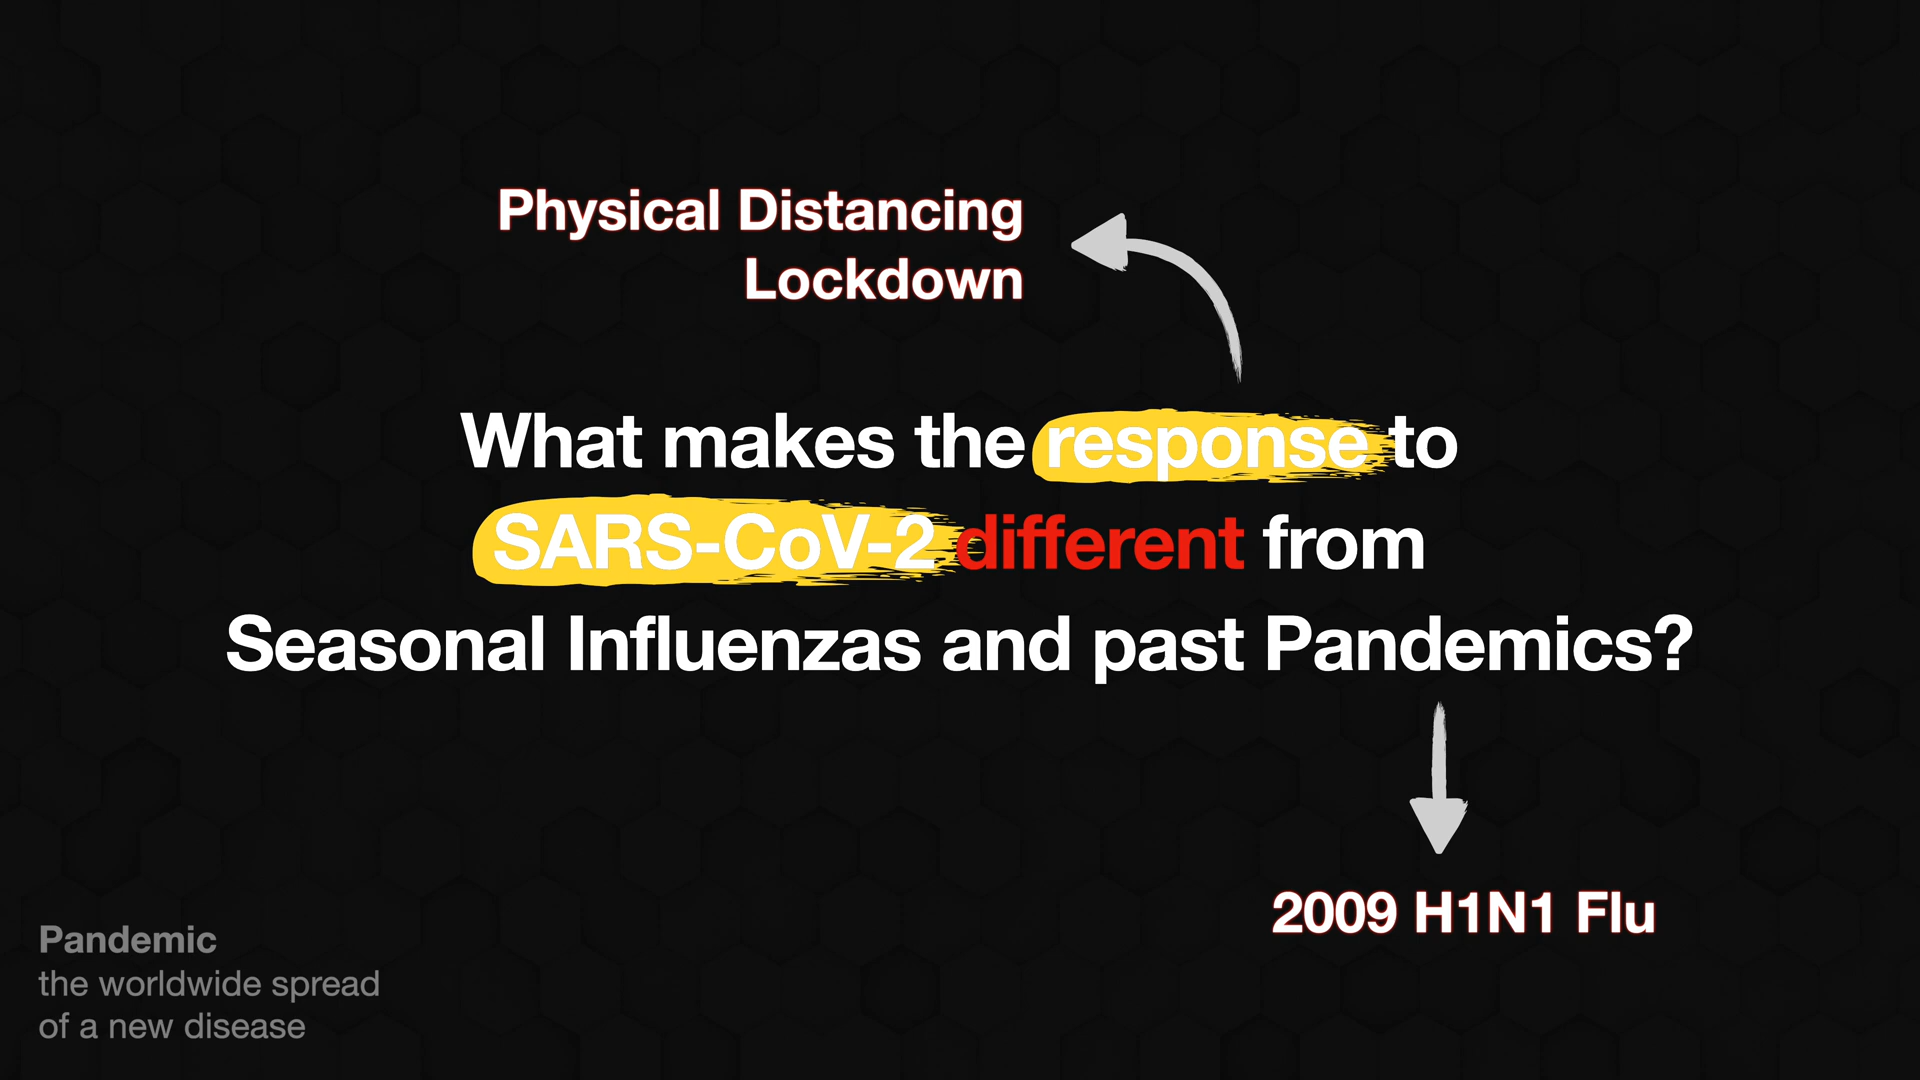 Physical Distancing
Lockdown
What makes the response to
SARS-CoV-2 different from
Seasonal Influenzas and past Pandemics?
2009 H1N1 Flu
Pandemic
the worldwide spread
of a new disease